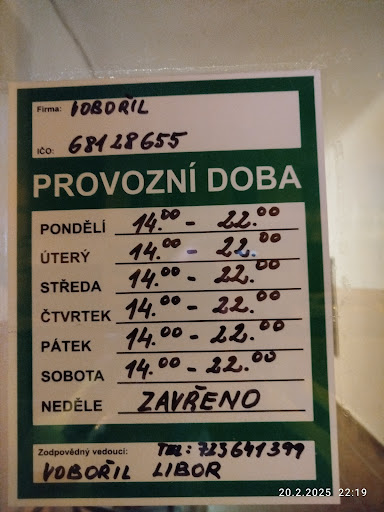 Firma: VOBOŘIL
IČO: 68128655
PROVOZNÍ DOBA
PONDĚLÍ 14.00 - 22.00
ÚTERÝ 14.00 - 22.00
STŘEDA 14.00 - 22.00
ČTVRTEK 14.00 - 22.00
PÁTEK 14.00 - 22.00
SOBOTA 14.00 - 22.00
NEDĚLE ZAVŘENO
Zodpovědný vedoucí: TEL: 723641399
VOBOŘIL LIBOR
20.2.2025 22:19